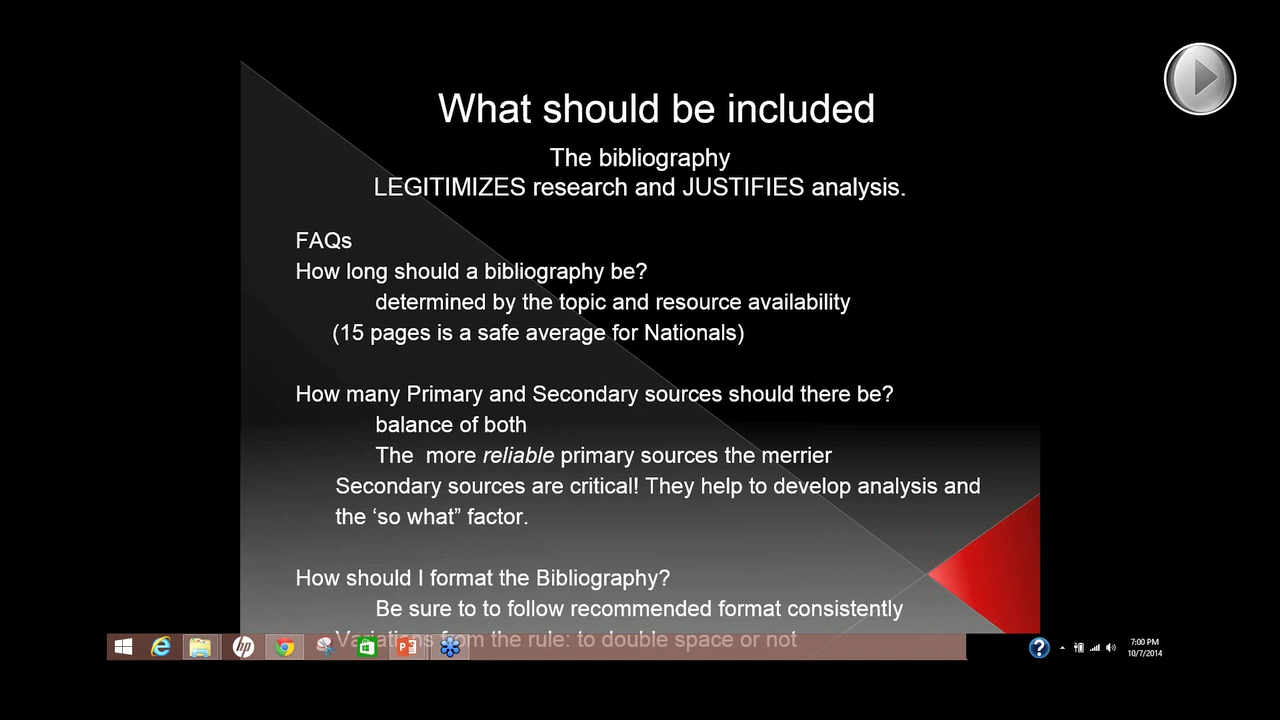 What should be included
The bibliography
LEGITIMIZES research and JUSTIFIES analysis.
FAQs
How long should a bibliography be?
determined by the topic and resource availability
(15 pages is a safe average for Nationals)
How many Primary and Secondary sources should there be?
balance of both
The  more reliable primary sources the merrier
Secondary sources are critical! They help to develop analysis and
the ‘so what” factor.
How should I format the Bibliography?
Be sure to to follow recommended format consistently
Variations from the rule: to double space or not
hp
?
7:00 PM
10/7/2014